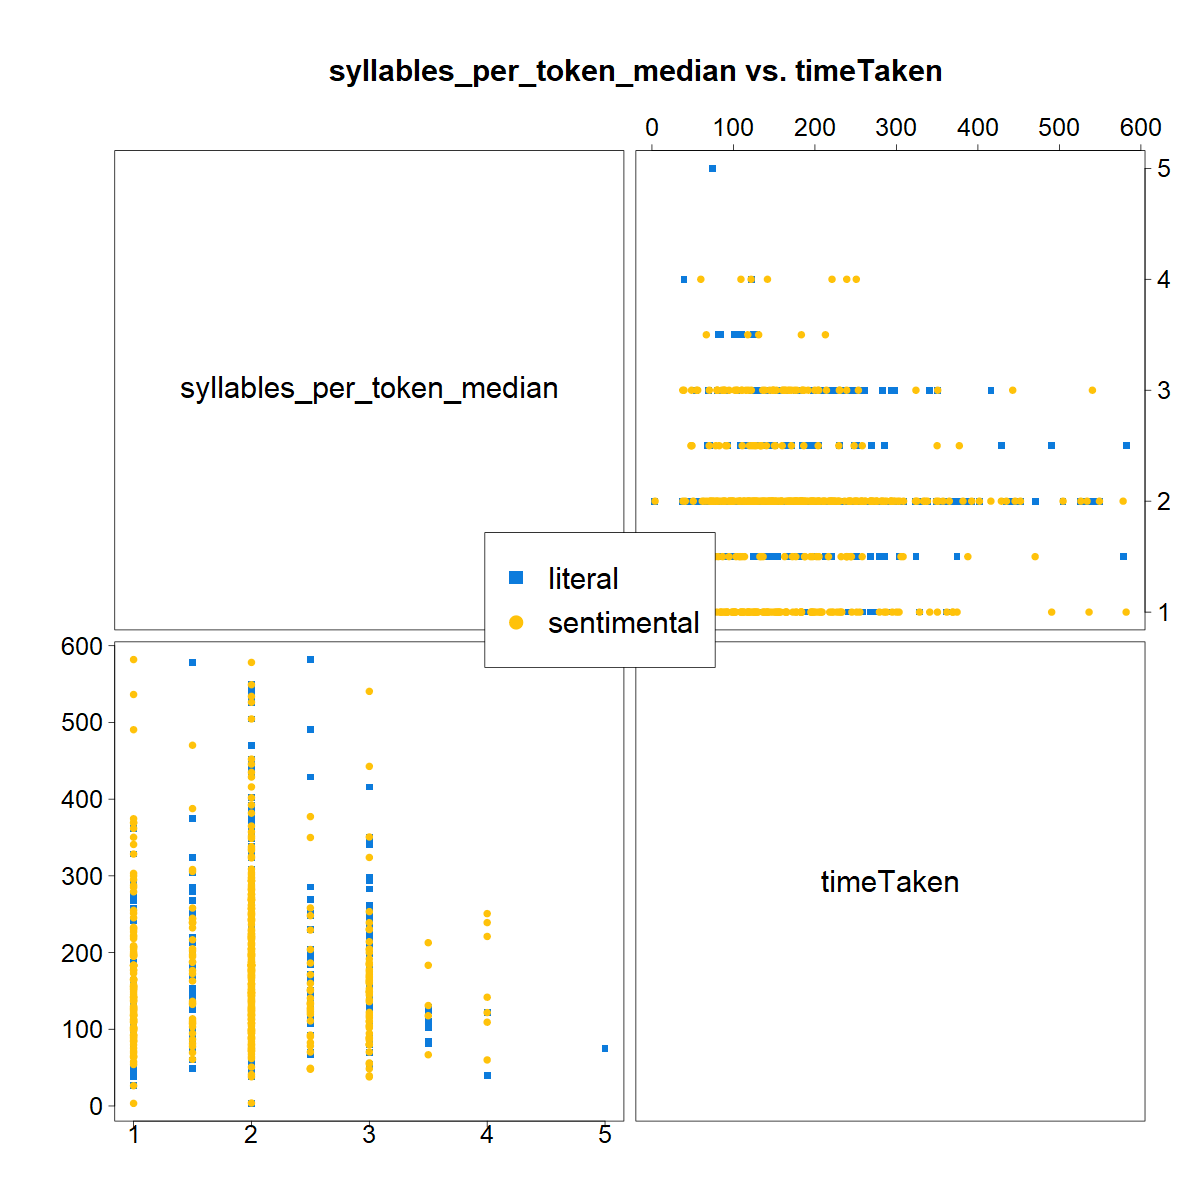 syllables_per_token_median vs. timeTaken
0 100 200 300 400 500 600
5
4
syllables_per_token_median
3
2
literal
sentimental
1
600
500
400
300
timeTaken
200
100
0
1 2 3 4 5